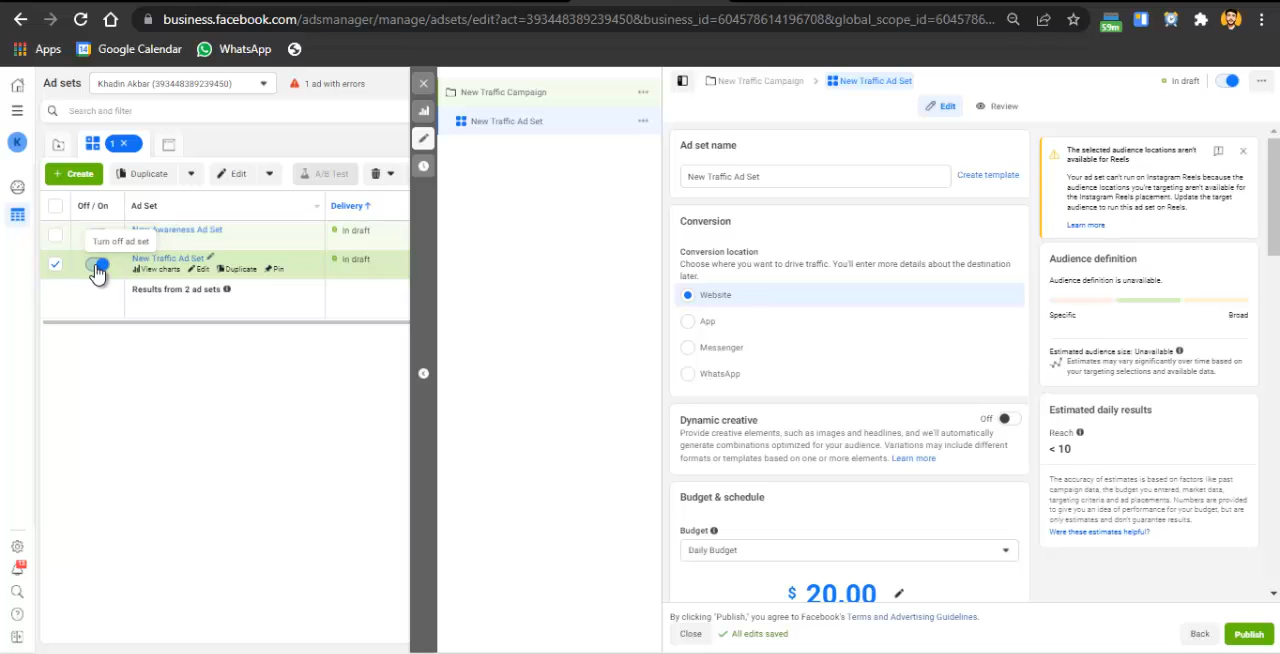 business.facebook.com/adsmanager/manage/adsets/edit?act=393448389239450&business_id=604578614196708&global_scope_id=6045786...
59m
Apps
Google Calendar
WhatsApp
Ad sets
Khadin Akbar (393448389239450)
1 ad with errors
Search and filter
K
1 ×
+ Create
Duplicate
Edit
A/B Test
Off / On
Ad Set
Delivery ↑
New Awareness Ad Set
In draft
Turn off ad set
New Traffic Ad Set
In draft
View charts
Edit
Duplicate
Pin
Results from 2 ad sets
New Traffic Campaign
New Traffic Ad Set
New Traffic Campaign
New Traffic Ad Set
In draft
Edit
Review
Ad set name
New Traffic Ad Set
Create template
Conversion
Conversion location
Choose where you want to drive traffic. You'll enter more details about the destination
later.
Website
App
Messenger
WhatsApp
Dynamic creative
Off
Provide creative elements, such as images and headlines, and we'll automatically
generate combinations optimized for your audience. Variations may include different
formats or templates based on one or more elements. Learn more
Budget & schedule
Budget
Daily Budget
$ 20.00
The selected audience locations aren't
available for Reels
Your ad set can't run on Instagram Reels because the
audience locations you're targeting aren't available for
the Instagram Reels placement. Update the target
audience to run this ad set on Reels.
Learn more
Audience definition
Audience definition is unavailable.
Specific
Broad
Estimated audience size: Unavailable
Estimates may vary significantly over time based on
your targeting selections and available data.
Estimated daily results
Reach
< 10
The accuracy of estimates is based on factors like past
campaign data, the budget you entered, market data,
targeting criteria and ad placements. Numbers are provided
to give you an idea of performance for your budget, but are
only estimates and don't guarantee results.
Were these estimates helpful?
By clicking "Publish," you agree to Facebook's Terms and Advertising Guidelines.
Close
All edits saved
Back
Publish